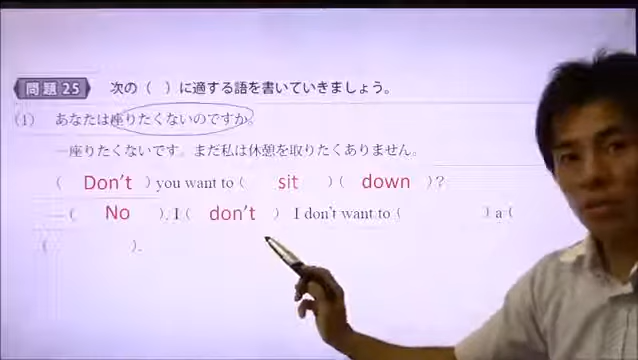 問題25 次の（　）に適する語を書いていきましょう。
(1) あなたは座りたくないのですか。
―座りたくないです。まだ私は休憩を取りたくありません。
( Don't ) you want to ( sit )( down )?
( No ), I ( don't ) I don't want to (　　) a (
(　　).